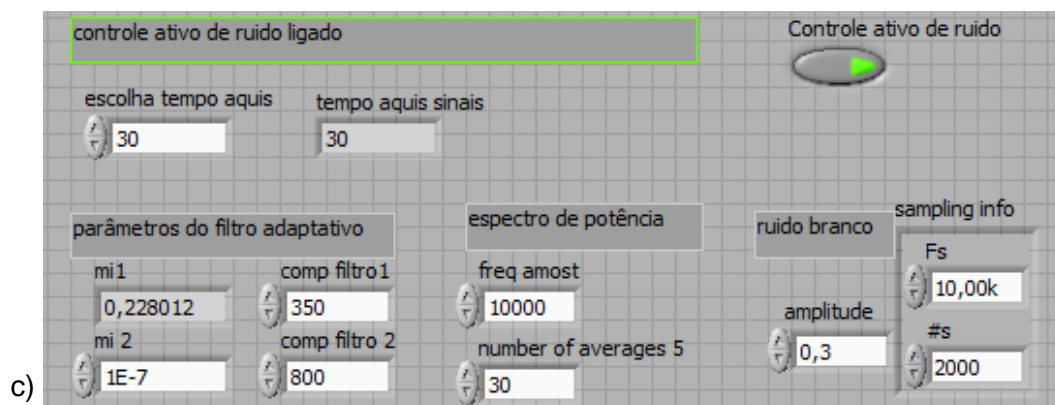 controle ativo de ruido ligado
Controle ativo de ruido
escolha tempo aquis
tempo aquis sinais
30
30
parâmetros do filtro adaptativo
espectro de potência
ruido branco
sampling info
mi1
comp filtro1
freq amost
Fs
0,228012
350
10000
10,00k
mi 2
comp filtro 2
number of averages 5
amplitude
#s
1E-7
800
30
0,3
2000
c)